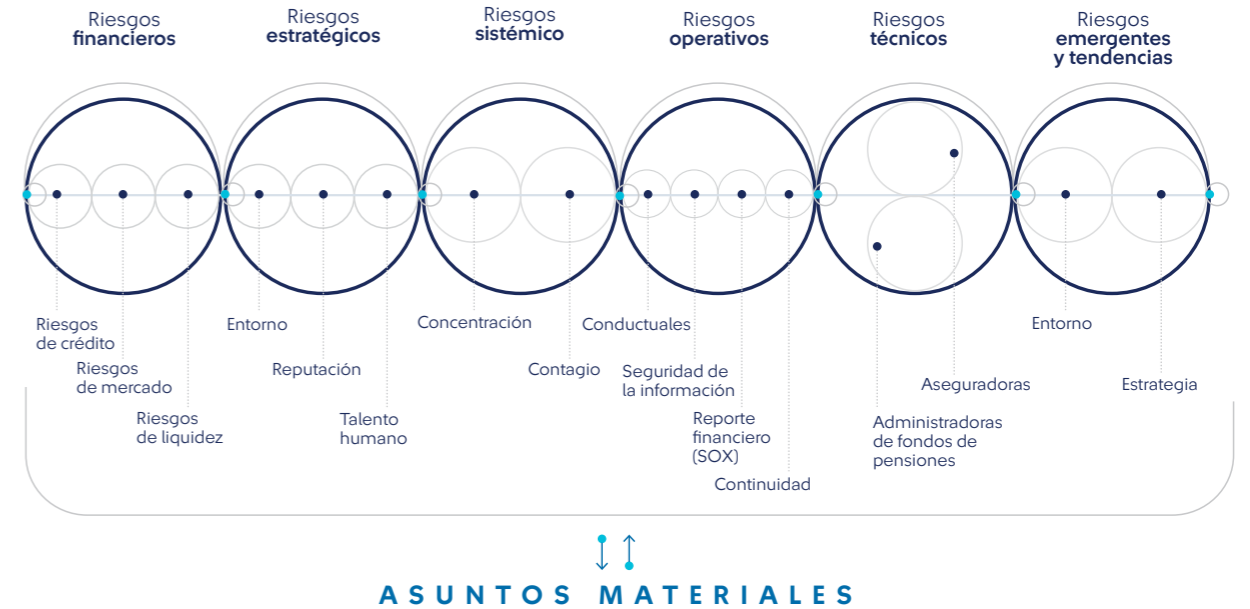 Riesgos
financieros
Riesgos
estratégicos
Riesgos
sistémico
Riesgos
operativos
Riesgos
técnicos
Riesgos
emergentes
y tendencias
Riesgos
de crédito
Riesgos
de mercado
Riesgos
de liquidez
Entorno
Reputación
Talento
humano
Concentración
Contagio
Conductuales
Seguridad de
la información
Reporte
financiero
(SOX)
Continuidad
Administradoras
de fondos de
pensiones
Aseguradoras
Entorno
Estrategia
ASUNTOS MATERIALES